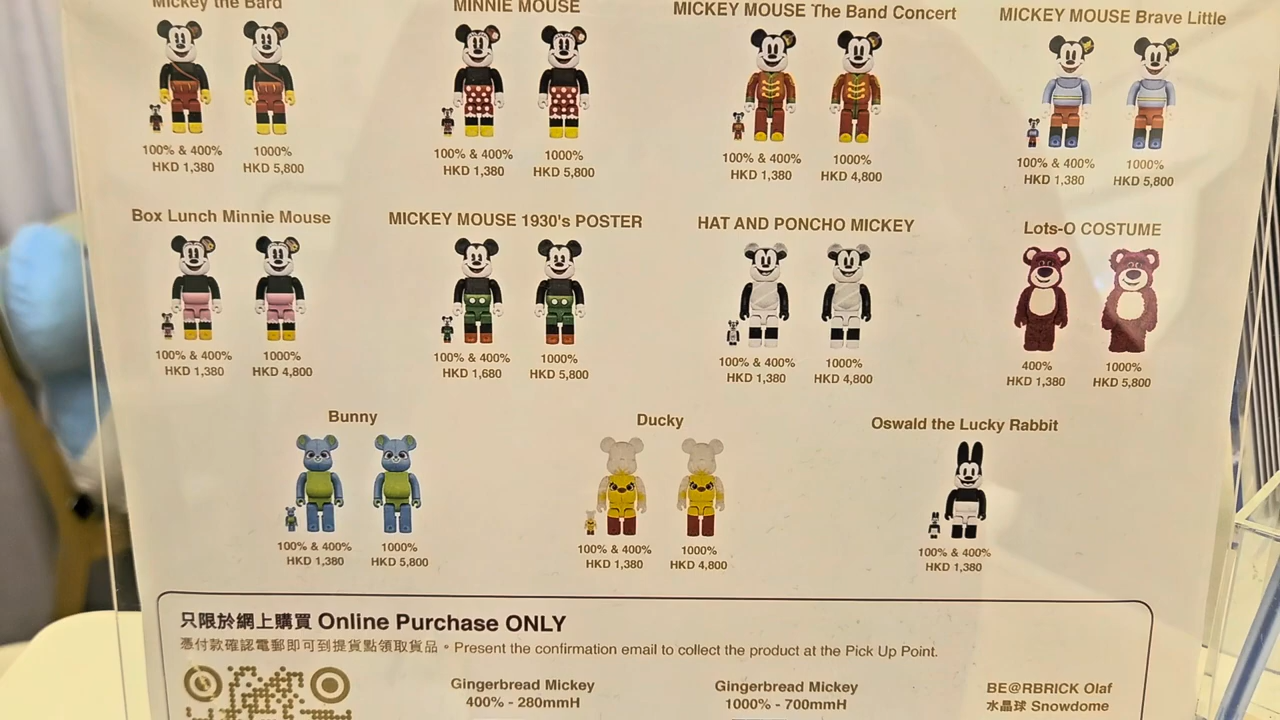 Mickey the Bard
MINNIE MOUSE
MICKEY MOUSE The Band Concert
MICKEY MOUSE Brave Little
100% & 400%
HKD 1,380
1000%
HKD 5,800
100% & 400%
HKD 1,380
1000%
HKD 5,800
100% & 400%
HKD 1,380
1000%
HKD 4,800
100% & 400%
HKD 1,380
1000%
HKD 5,800
Box Lunch Minnie Mouse
MICKEY MOUSE 1930's POSTER
HAT AND PONCHO MICKEY
Lots-O COSTUME
100% & 400%
HKD 1,380
1000%
HKD 4,800
100% & 400%
HKD 1,680
1000%
HKD 5,800
100% & 400%
HKD 1,380
1000%
HKD 4,800
400%
HKD 1,380
1000%
HKD 5,800
Bunny
Ducky
Oswald the Lucky Rabbit
100% & 400%
HKD 1,380
1000%
HKD 5,800
100% & 400%
HKD 1,380
1000%
HKD 4,800
100% & 400%
HKD 1,380
只限於網上購買 Online Purchase ONLY
憑付款確認電郵即可到提貨點領取貨品。Present the confirmation email to collect the product at the Pick Up Point.
Gingerbread Mickey
400% - 280mmH
Gingerbread Mickey
1000% - 700mmH
BE@RBRICK Olaf
水晶球 Snowdome